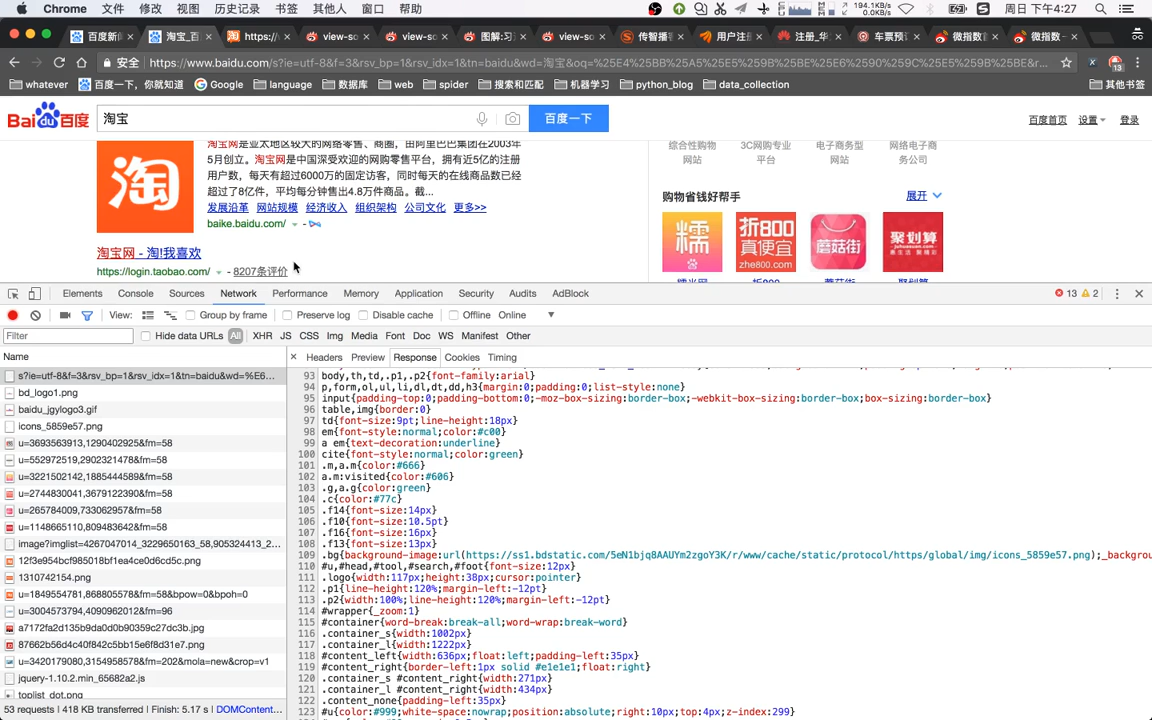 Chrome 文件 修改 视图 历史记录 书签 其他人 窗口 帮助 194.1KB/s 0.0KB/s 周日 下午4:27
百度新闻 淘宝_百 https:// view-so view-so 图解:习 view-so 传智播 用户注 注册_华 车票预订 微指数 微指数-
安全 https://www.baidu.com/s?ie=utf-8&f=3&rsv_bp=1&rsv_idx=1&tn=baidu&wd=淘宝&oq=%25E4%25BB%25A5%25E5%259B%25BE%25E6%2590%259C%25E5%259B%25BE&r...
whatever 百度一下，你就知道 Google language 数据库 web spider 搜索和匹配 机器学习 python_blog data_collection 其他书签
Bai百度 淘宝 百度一下 百度首页 设置 登录
淘宝网是亚太地区较大的网络零售、商圈，由阿里巴巴集团在2003年
5月创立。淘宝网是中国深受欢迎的网购零售平台，拥有近5亿的注册
用户数，每天有超过6000万的固定访客，同时每天的在线商品数已经
超过了8亿件，平均每分钟售出4.8万件商品。截...
发展沿革 网站规模 经济收入 组织架构 公司文化 更多>>
baike.baidu.com/
淘
淘宝网 - 淘!我喜欢
https://login.taobao.com/ - 8207条评价
综合性购物网站 3C网购专业平台 电子商务型网站 网络电子商务公司
购物省钱好帮手 展开
糯 折800 真便宜 zhe800.com 蘑菇街 聚划算
Elements Console Sources Network Performance Memory Application Security Audits AdBlock 13 2
View: Group by frame Preserve log Disable cache Offline Online
Filter Hide data URLs All XHR JS CSS Img Media Font Doc WS Manifest Other
Name Headers Preview Response Cookies Timing
s?ie=utf-8&f=3&rsv_bp=1&rsv_idx=1&tn=baidu&wd=%E6...
bd_logo1.png
baidu_jgylogo3.gif
icons_5859e57.png
u=3693563913,1290402925&fm=58
u=552972519,2902321478&fm=58
u=3221502142,1885444589&fm=58
u=2744830041,3679122390&fm=58
u=265784009,733062957&fm=58
u=1148665110,809483642&fm=58
image?imglist=4267047014_3229650163_58,905324413_2...
12f3e954bcf985018bf1ea4ce0d6cd5c.png
1310742154.png
u=1849554781,868805578&fm=58&bpow=0&bpoh=0
u=3004573794,4090962012&fm=96
a7172fa2d135b9da0d0b90359c27dc3b.jpg
87662b56d4c40f842c5bb15e6f8d31e7.png
u=3420179080,3154958578&fm=202&mola=new&crop=v1
jquery-1.10.2.min_65682a2.js
toplist_dot.png
53 requests | 418 KB transferred | Finish: 5.17 s | DOMContent...
93 body,th,td,.p1,.p2{font-family:arial}
94 p,form,ol,ul,li,dl,dt,dd,h3{margin:0;padding:0;list-style:none}
95 input{padding-top:0;padding-bottom:0;-moz-box-sizing:border-box;-webkit-box-sizing:border-box;box-sizing:border-box}
96 table,img{border:0}
97 td{font-size:9pt;line-height:18px}
98 em{font-style:normal;color:#c00}
99 a em{text-decoration:underline}
100 cite{font-style:normal;color:green}
101 .m,a.m{color:#666}
102 a.m:visited{color:#606}
103 .g,a.g{color:green}
104 .c{color:#77c}
105 .f14{font-size:14px}
106 .f10{font-size:10.5pt}
107 .f16{font-size:16px}
108 .f13{font-size:13px}
109 .bg{background-image:url(https://ss1.bdstatic.com/5eN1bjq8AAUYm2zgoY3K/r/www/cache/static/protocol/https/global/img/icons_5859e57.png);_backgrou
110 #u,#head,#tool,#search,#foot{font-size:12px}
111 .logo{width:117px;height:38px;cursor:pointer}
112 .p1{line-height:120%;margin-left:-12pt}
113 .p2{width:100%;line-height:120%;margin-left:-12pt}
114 #wrapper{_zoom:1}
115 #container{word-break:break-all;word-wrap:break-word}
116 .container_s{width:1002px}
117 .container_l{width:1222px}
118 #content_left{width:636px;float:left;padding-left:35px}
119 #content_right{border-left:1px solid #e1e1e1;float:right}
120 .container_s #content_right{width:271px}
121 .container_l #content_right{width:434px}
122 .content_none{padding-left:35px}
123 #u{color:#999;white-space:nowrap;position:absolute;right:10px;top:4px;z-index:299}